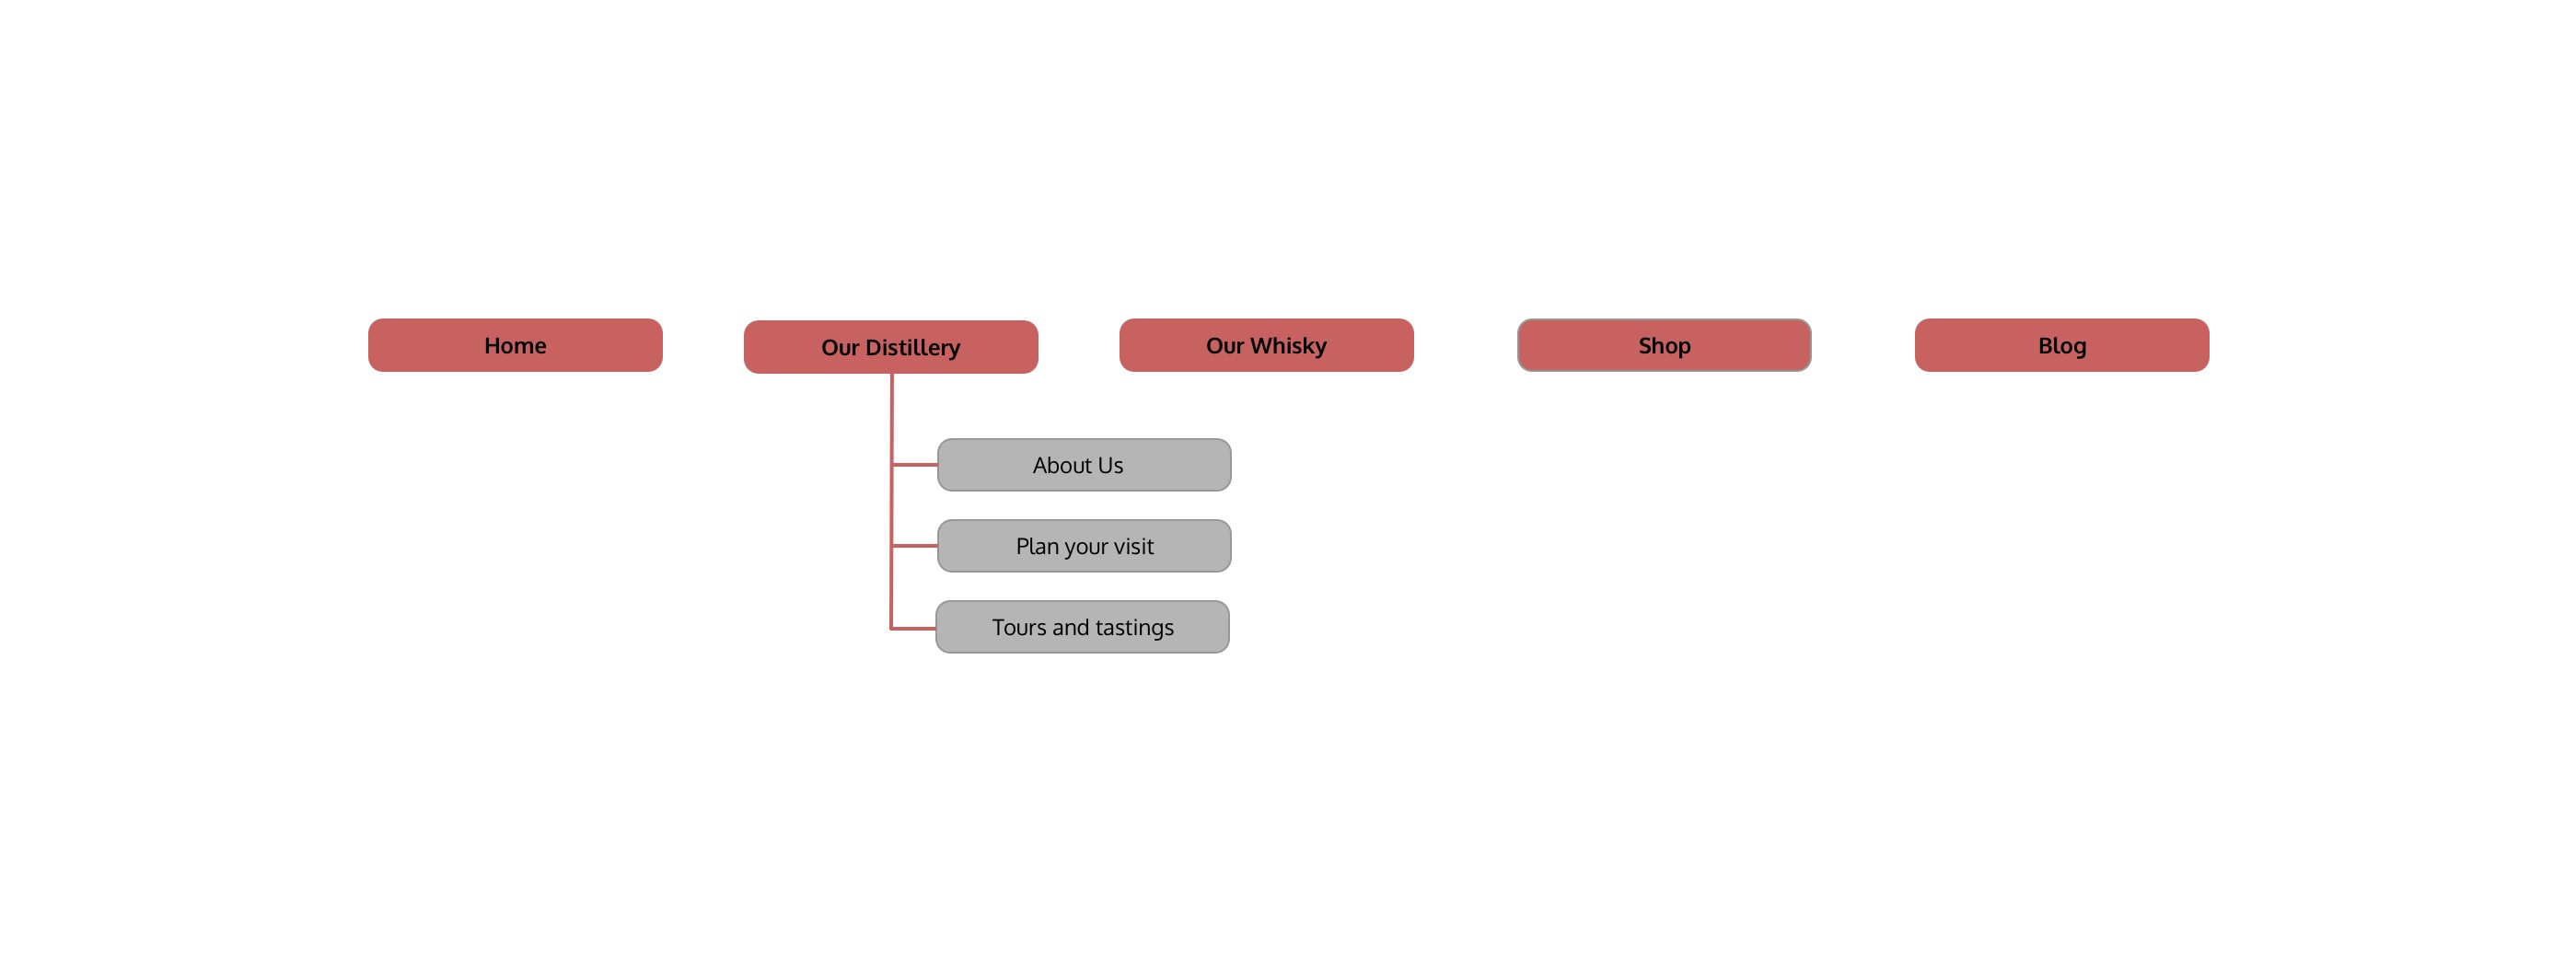 Home
Our Distillery
Our Whisky
Shop
Blog
About Us
Plan your visit
Tours and tastings